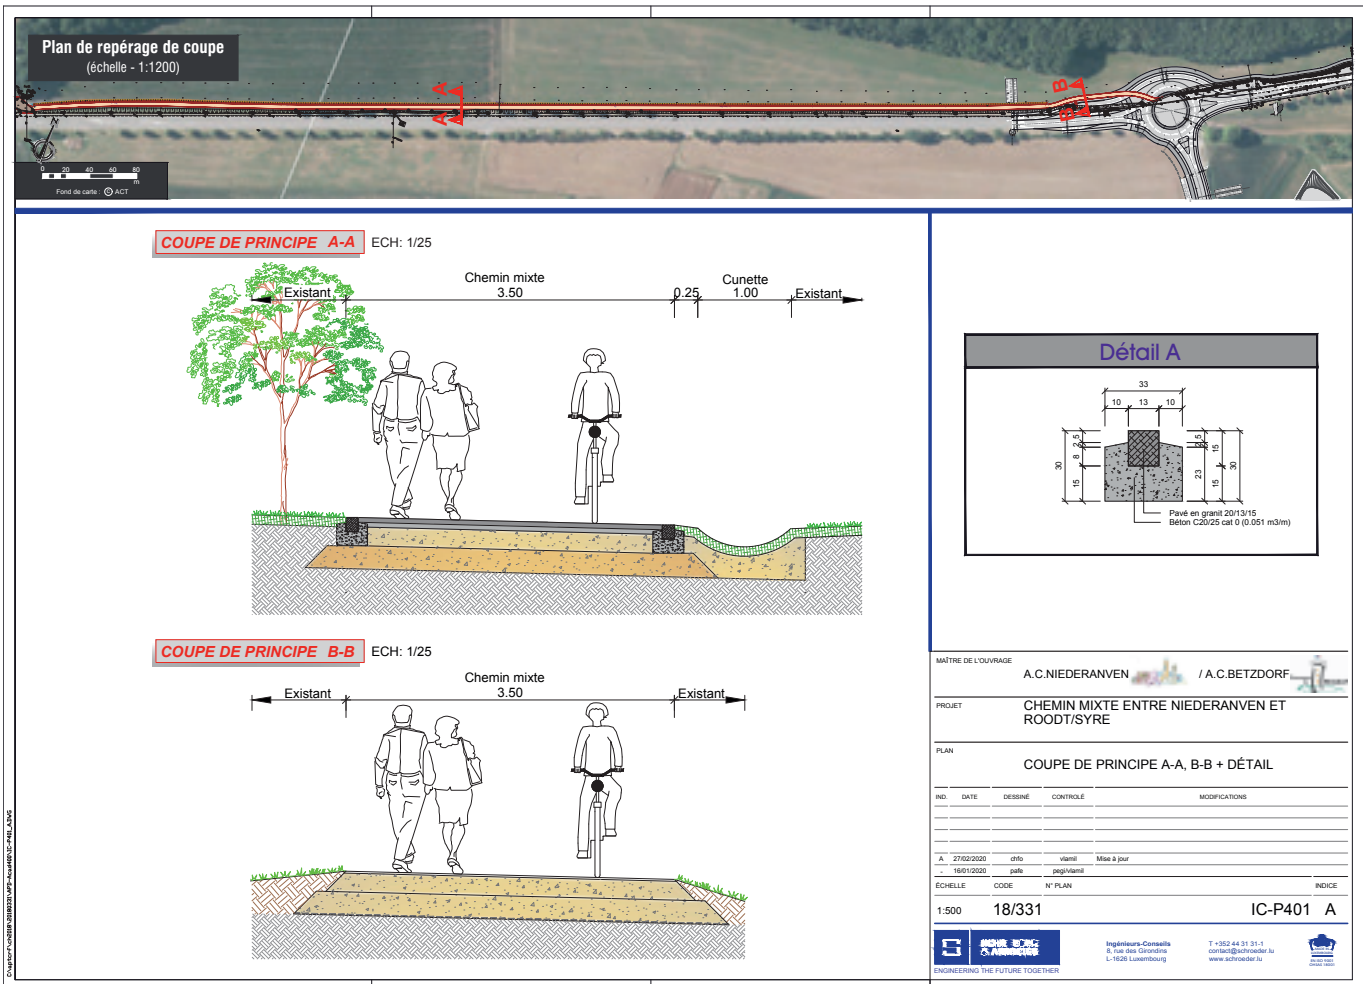 Plan de repérage de coupe
(échelle - 1:1200)
A
A
B
B
0 20 40 60 80
m
Fond de carte : © ACT
COUPE DE PRINCIPE A-A ECH: 1/25
Existant
Chemin mixte
3.50
0.25
Cunette
1.00
Existant
Détail A
33
10 13 10
30
2.5
8
15
2.5
23
15
15
30
Pavé en granit 20/13/15
Béton C20/25 cat 0 (0.051 m3/m)
COUPE DE PRINCIPE B-B ECH: 1/25
Existant
Chemin mixte
3.50
Existant
MAÎTRE DE L'OUVRAGE
A.C.NIEDERANVEN / A.C.BETZDORF
PROJET
CHEMIN MIXTE ENTRE NIEDERANVEN ET
ROODT/SYRE
PLAN
COUPE DE PRINCIPE A-A, B-B + DÉTAIL
IND. DATE DESSINÉ CONTROLÉ MODIFICATIONS
A 27/02/2020 chfo vlamil Mise à jour
- 16/01/2020 pafe pegi/vlamil
ÉCHELLE CODE N° PLAN INDICE
1:500 18/331 IC-P401 A
ENGINEERING THE FUTURE TOGETHER
Ingénieurs-Conseils
8, rue des Girondins
L-1626 Luxembourg
T +352 44 31 31-1
contact@schroeder.lu
www.schroeder.lu